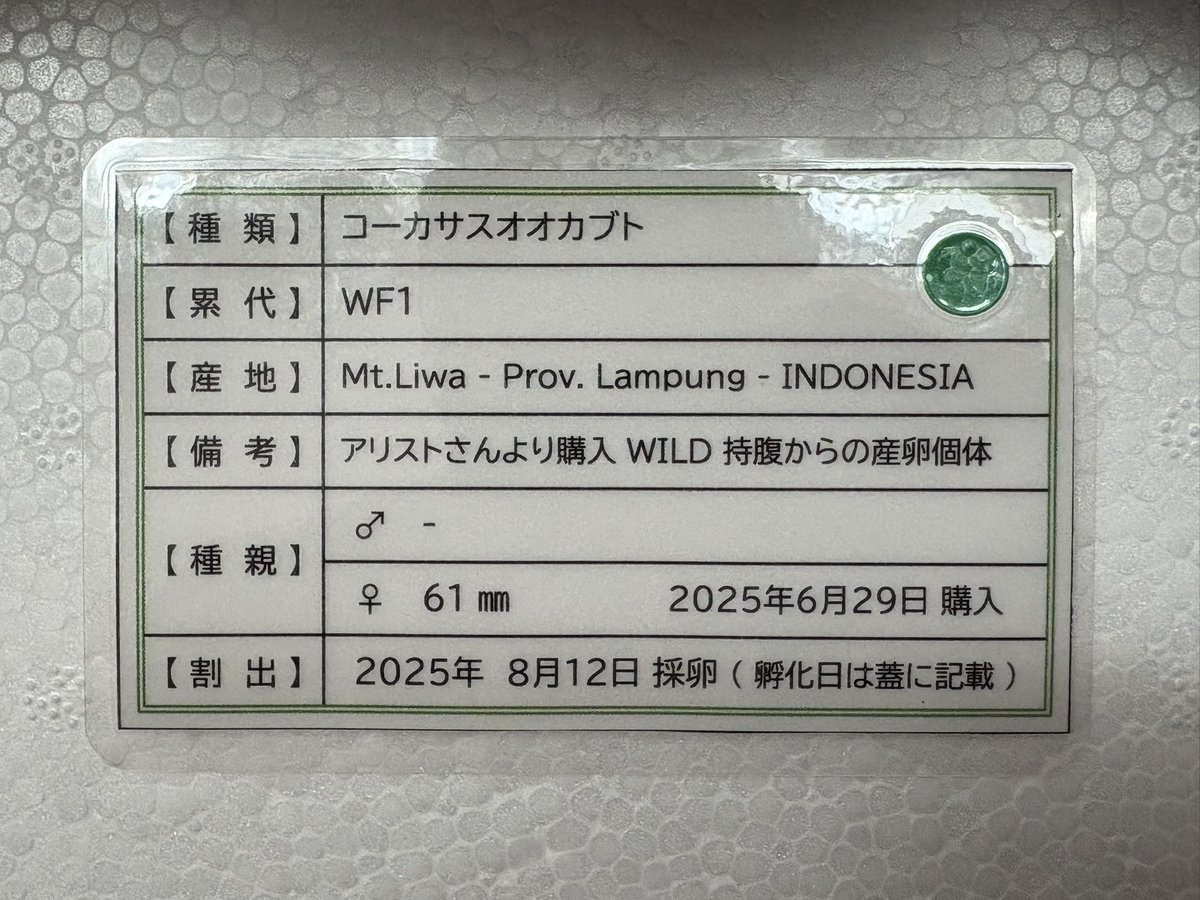 【 種 類 】 コーカサスオオカブト
【 累 代 】 WF1
【 産 地 】 Mt.Liwa - Prov. Lampung - INDONESIA
【 備 考 】 アリストさんより購入 WILD 持腹からの産卵個体
【 種 親 】
♂ -
♀ 61 ㎜ 2025年6月29日 購入
【 割 出 】 2025年 8月12日 採卵 ( 孵化日は蓋に記載 )